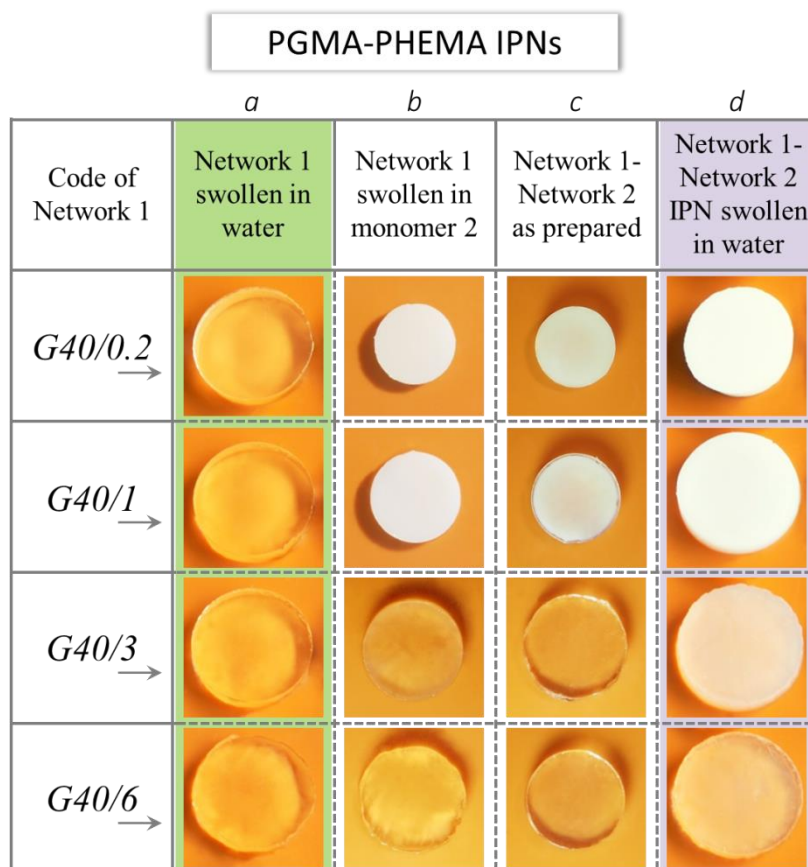 PGMA-PHEMA IPNs
a b c d
Code of
Network 1
Network 1
swollen in
water
Network 1
swollen in
monomer 2
Network 1-
Network 2
as prepared
Network 1-
Network 2
IPN swollen
in water
G40/0.2
G40/1
G40/3
G40/6